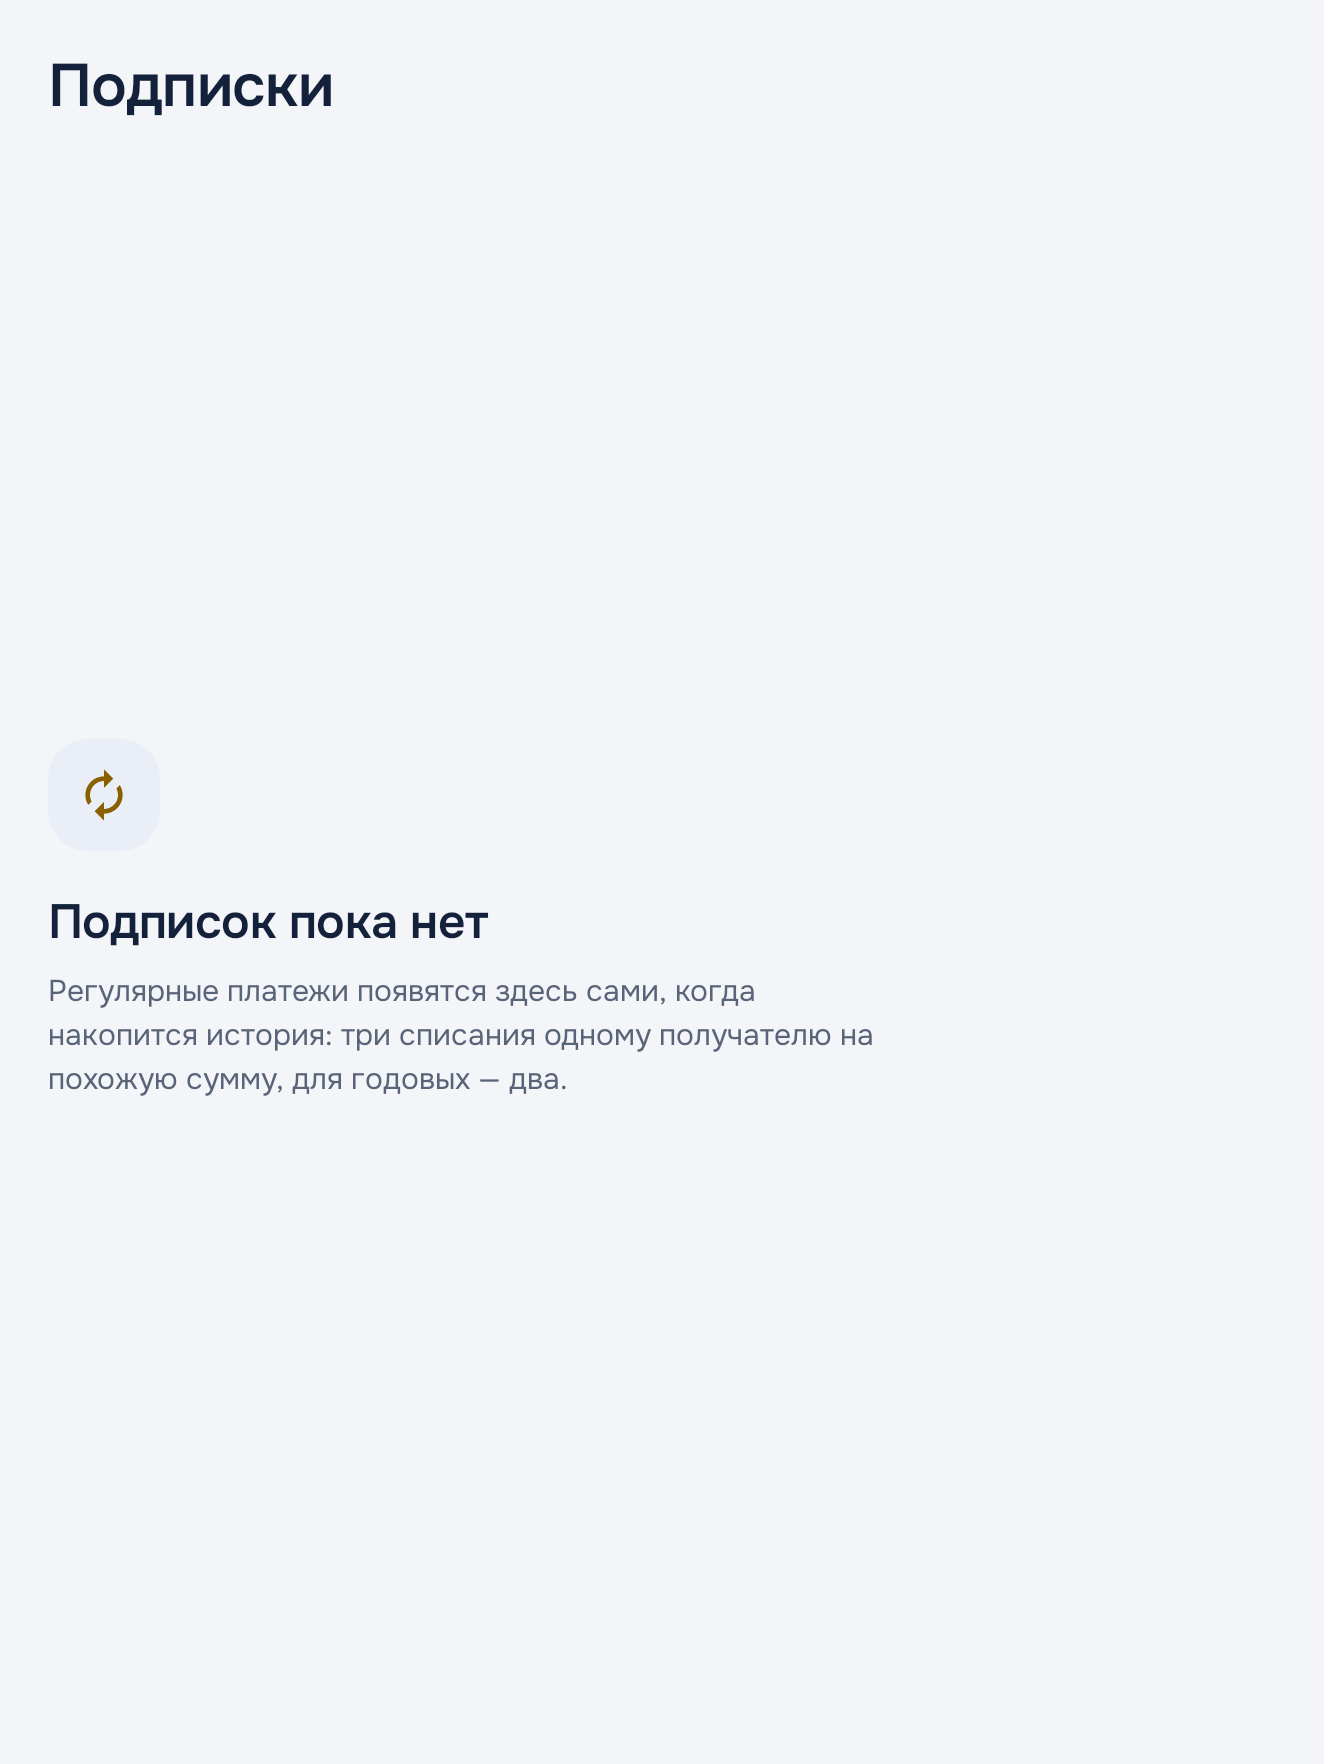 Подписки
Подписок пока нет
Регулярные платежи появятся здесь сами, когда
накопится история: три списания одному получателю на
похожую сумму, для годовых — два.